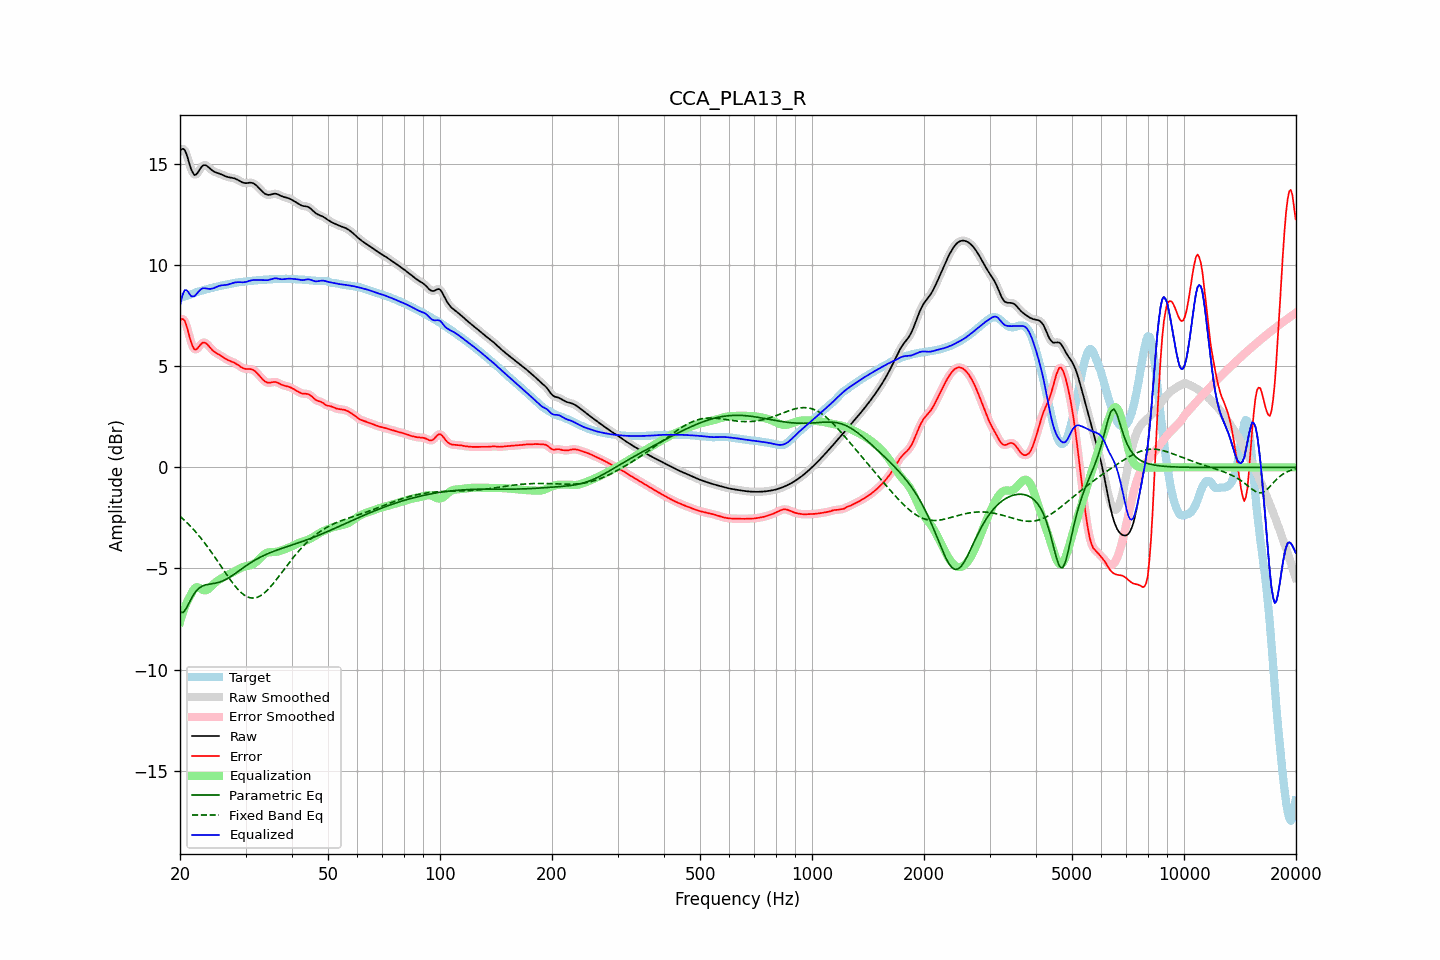 CCA_PLA13_R
Amplitude (dBr)
15
10
5
0
−5
−10
−15
Target
Raw Smoothed
Error Smoothed
Raw
Error
Equalization
Parametric Eq
Fixed Band Eq
Equalized
20
50
100
200
500
1000
2000
5000
10000
20000
Frequency (Hz)